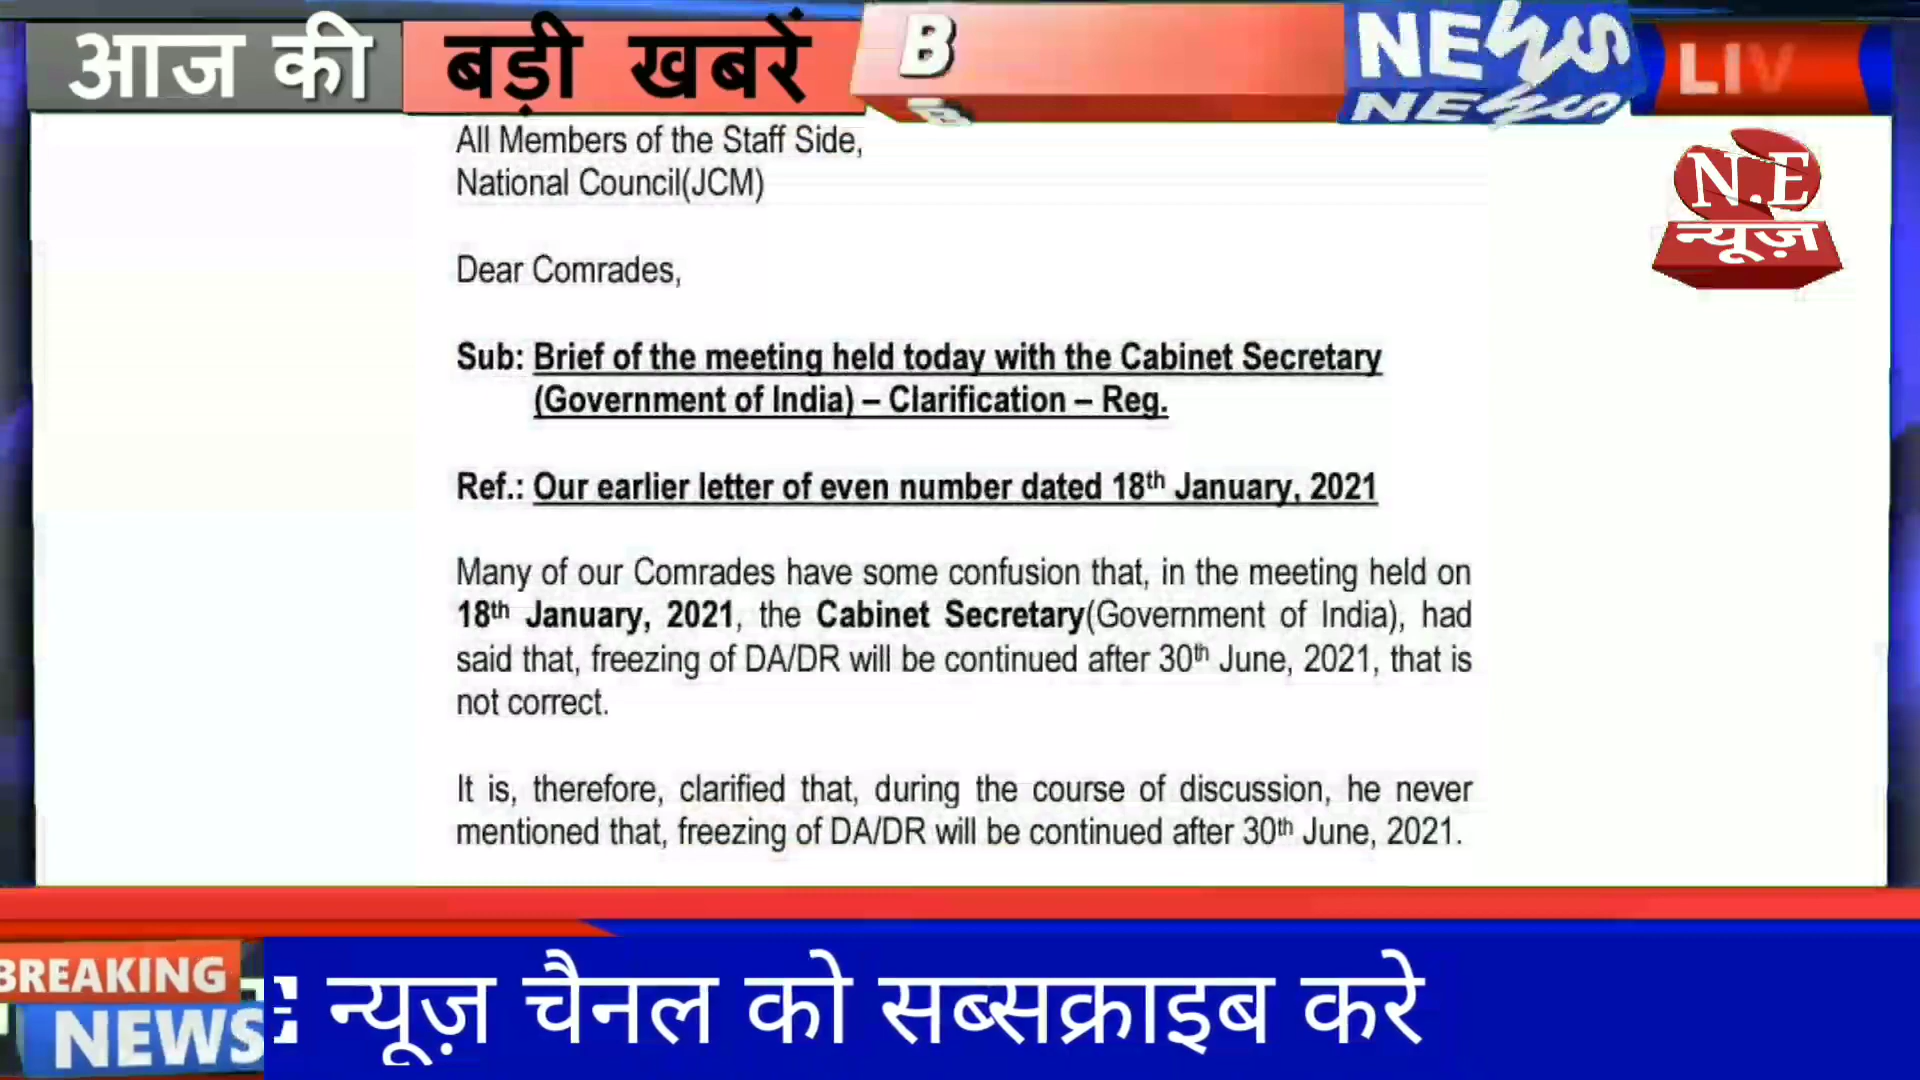 आज की बड़ी खबरें
B
NEWS
LIV
N.E
न्यूज़
All Members of the Staff Side,
National Council(JCM)
Dear Comrades,
Sub: Brief of the meeting held today with the Cabinet Secretary
(Government of India) – Clarification – Reg.
Ref.: Our earlier letter of even number dated 18th January, 2021
Many of our Comrades have some confusion that, in the meeting held on
18th January, 2021, the Cabinet Secretary(Government of India), had
said that, freezing of DA/DR will be continued after 30th June, 2021, that is
not correct.
It is, therefore, clarified that, during the course of discussion, he never
mentioned that, freezing of DA/DR will be continued after 30th June, 2021.
BREAKING
NEWS
न्यूज़ चैनल को सब्सक्राइब करे